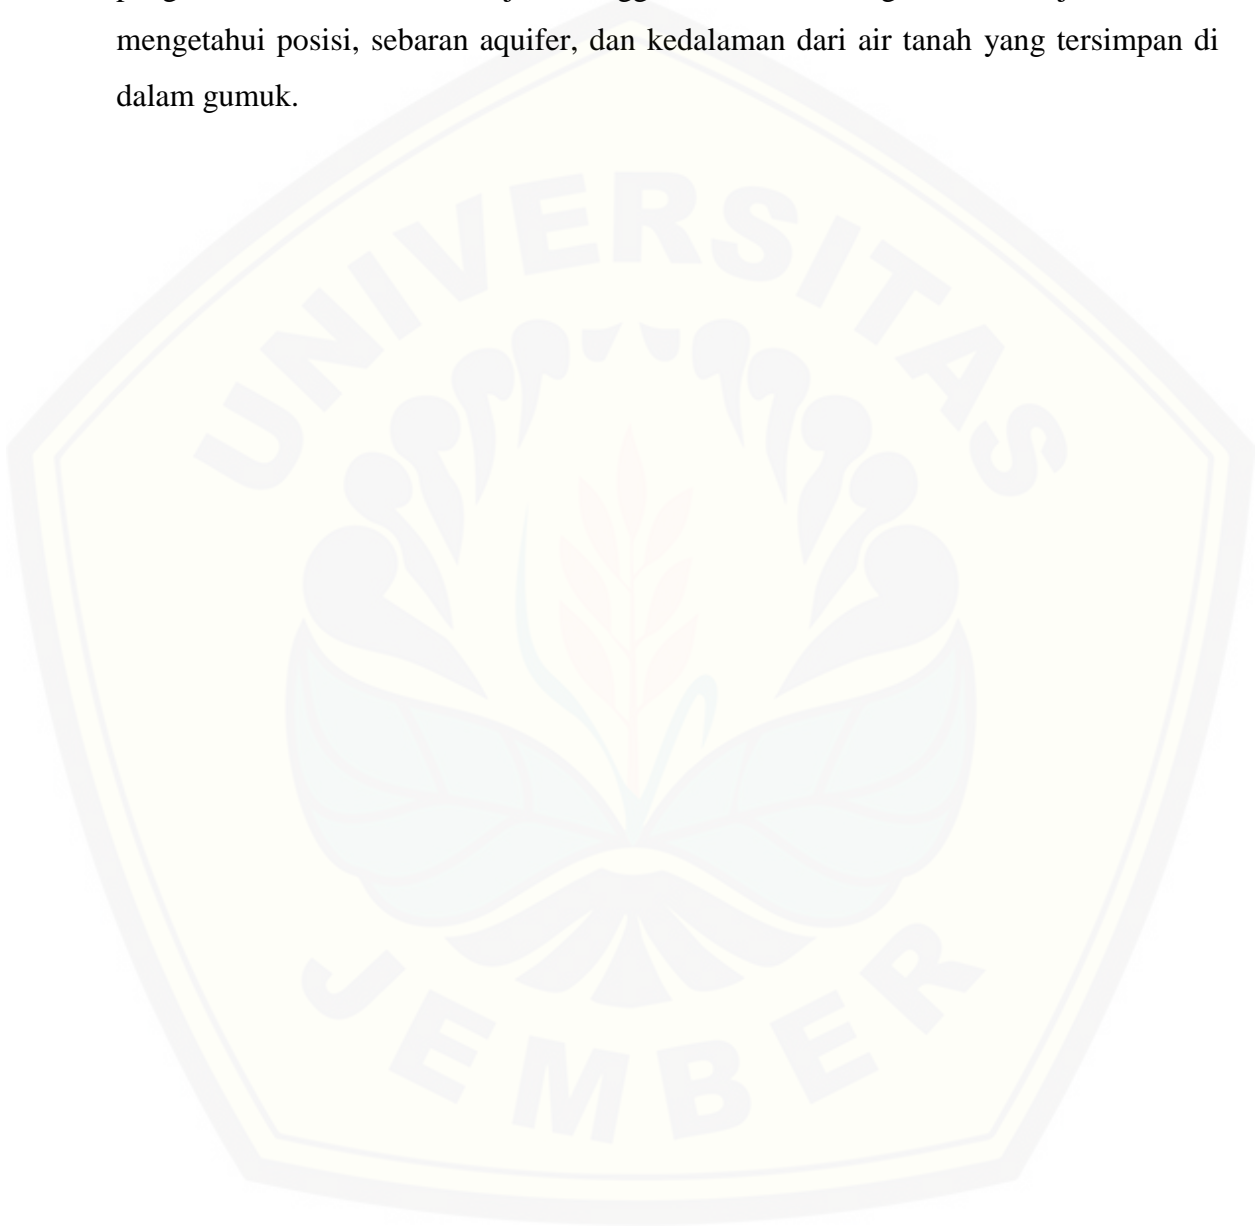 mengetahui posisi, sebaran aquifer, dan kedalaman dari air tanah yang tersimpan di
dalam gumuk.
UNIVERSITAS
JEMBER